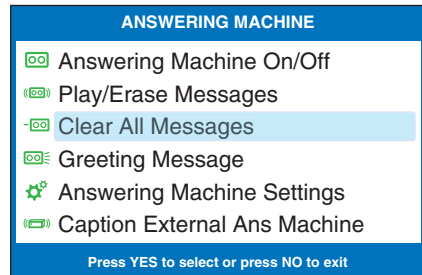 ANSWERING MACHINE
Answering Machine On/Off
Play/Erase Messages
Clear All Messages
Greeting Message
Answering Machine Settings
Caption External Ans Machine
Press YES to select or press NO to exit